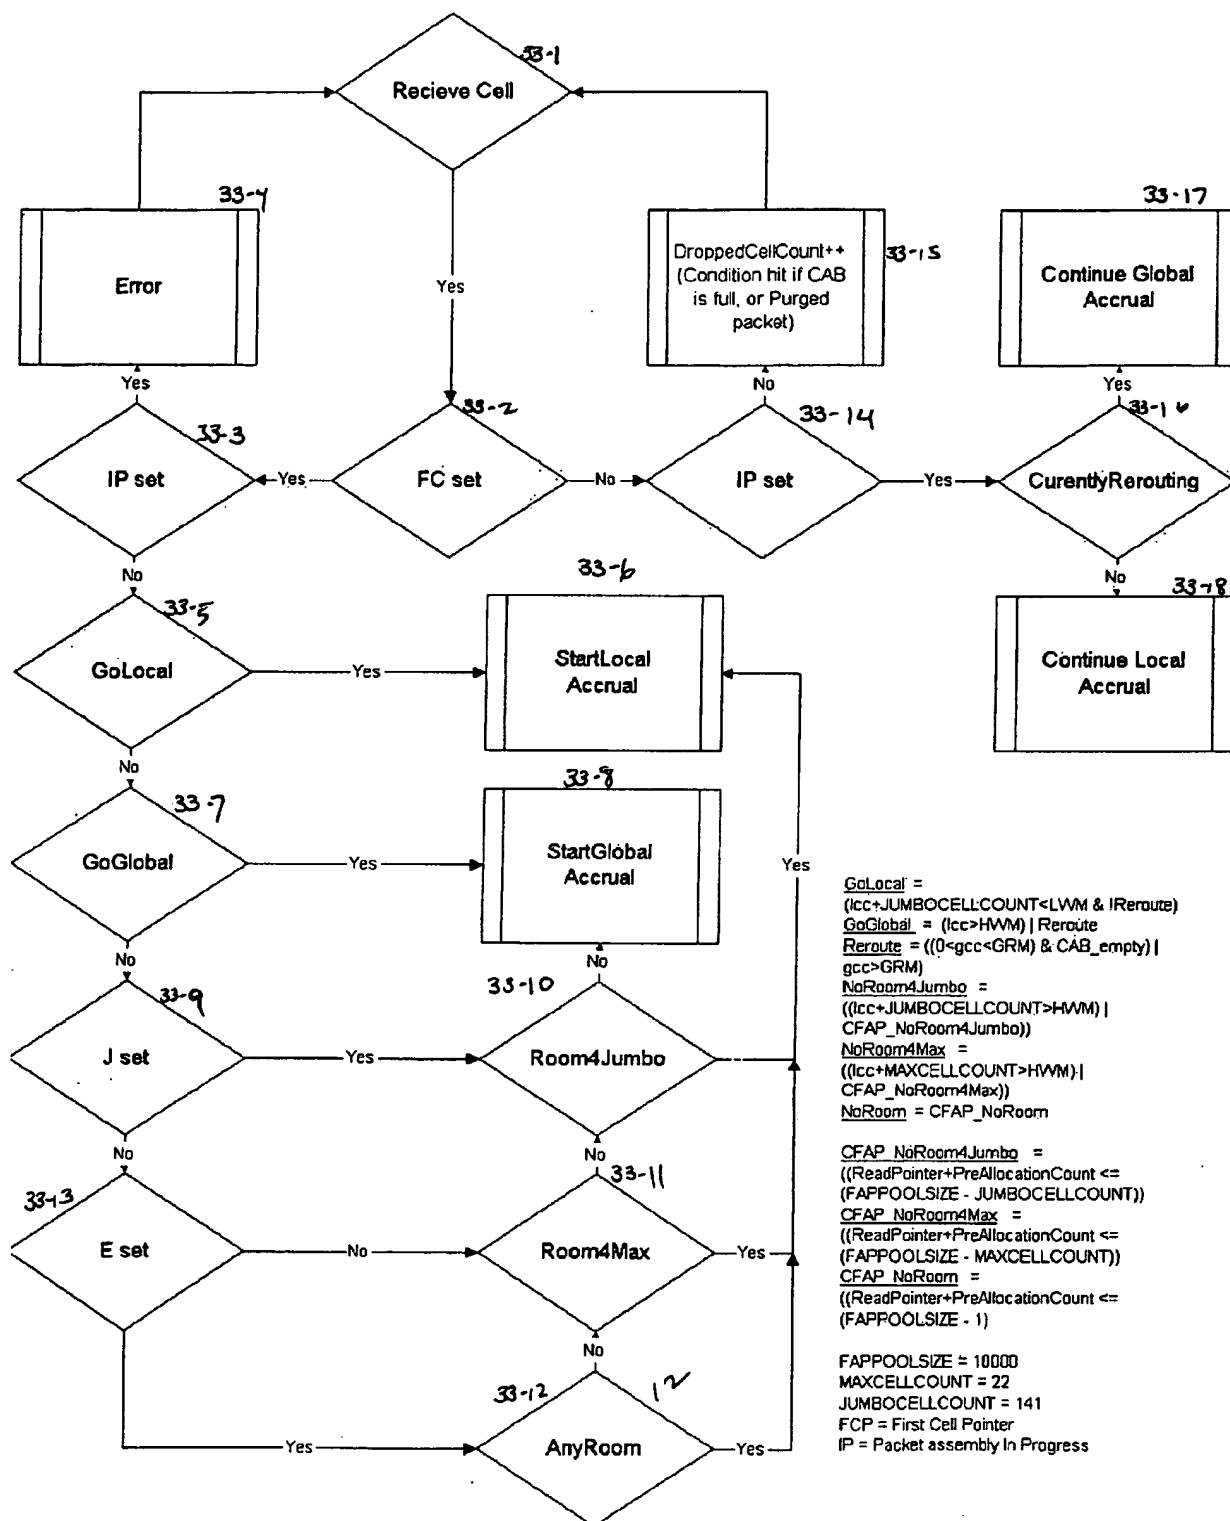 33-1
Recieve Cell
33-4
Error
Yes
DroppedCellCount++
(Condition hit if CAB
is full, or Purged
packet)
33-15
33-17
Continue Global
Accrual
Yes
33-3
IP set
Yes
33-2
FC set
No
No
33-14
IP set
Yes
Yes
33-16
CurentlyRerouting
No
33-5
GoLocal
Yes
33-6
StartLocal
Accrual
No
33-18
Continue Local
Accrual
No
33-7
GoGlobal
Yes
33-8
StartGlobal
Accrual
Yes
No
33-9
J set
Yes
No
33-10
Room4Jumbo
No
33-13
E set
No
No
33-11
Room4Max
Yes
Yes
No
33-12
12
AnyRoom
Yes
GoLocal =
(lcc+JUMBOCELLCOUNT<LWM & !Reroute)
GoGlobal = (lcc>HWM) | Reroute
Reroute = ((0<gcc<GRM) & CAB_empty) |
gcc>GRM)
NoRoom4Jumbo =
((lcc+JUMBOCELLCOUNT>HWM) |
CFAP_NoRoom4Jumbo))
NoRoom4Max =
((lcc+MAXCELLCOUNT>HWM) |
CFAP_NoRoom4Max))
NoRoom = CFAP_NoRoom
CFAP_NoRoom4Jumbo =
((ReadPointer+PreAllocationCount <=
(FAPPOOLSIZE - JUMBOCELLCOUNT))
CFAP_NoRoom4Max =
((ReadPointer+PreAllocationCount <=
(FAPPOOLSIZE - MAXCELLCOUNT))
CFAP_NoRoom =
((ReadPointer+PreAllocationCount <=
(FAPPOOLSIZE - 1)
FAPPOOLSIZE = 10000
MAXCELLCOUNT = 22
JUMBOCELLCOUNT = 141
FCP = First Cell Pointer
IP = Packet assembly In Progress